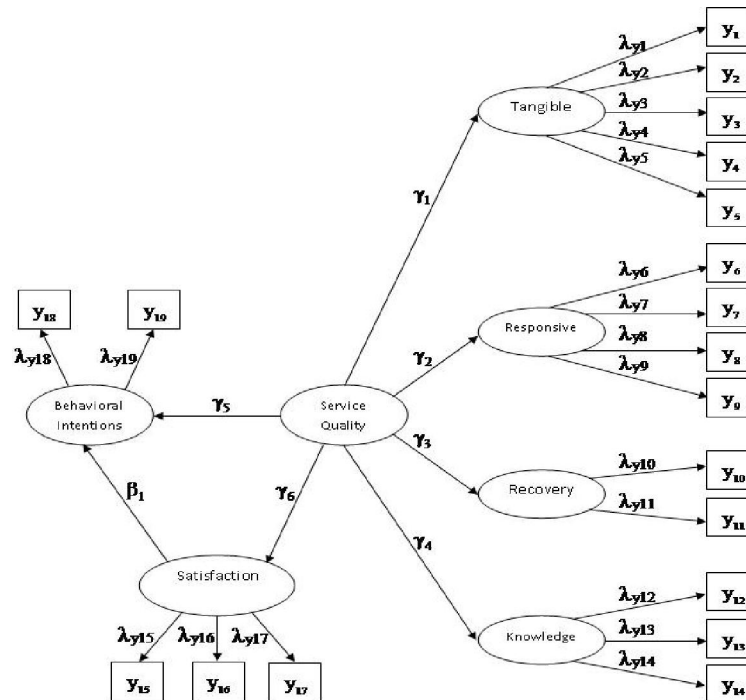 y₁
λy1
λy2
y₂
Tangible
λy3
y₃
λy4
y₄
λy5
γ₁
y₅
λy6
y₆
λy7
y₇
Responsive
y₁₈
y₁₉
λy8
y₈
γ₂
λy18
λy19
λy9
y₉
Behavioral
Intentions
γ₅
Service
Quality
γ₃
λy10
y₁₀
Recovery
λy11
y₁₁
β₁
γ₆
γ₄
Satisfaction
λy12
y₁₂
Knowledge
λy13
y₁₃
λy15
λy16
λy17
λy14
y₁₄
y₁₅
y₁₆
y₁₇